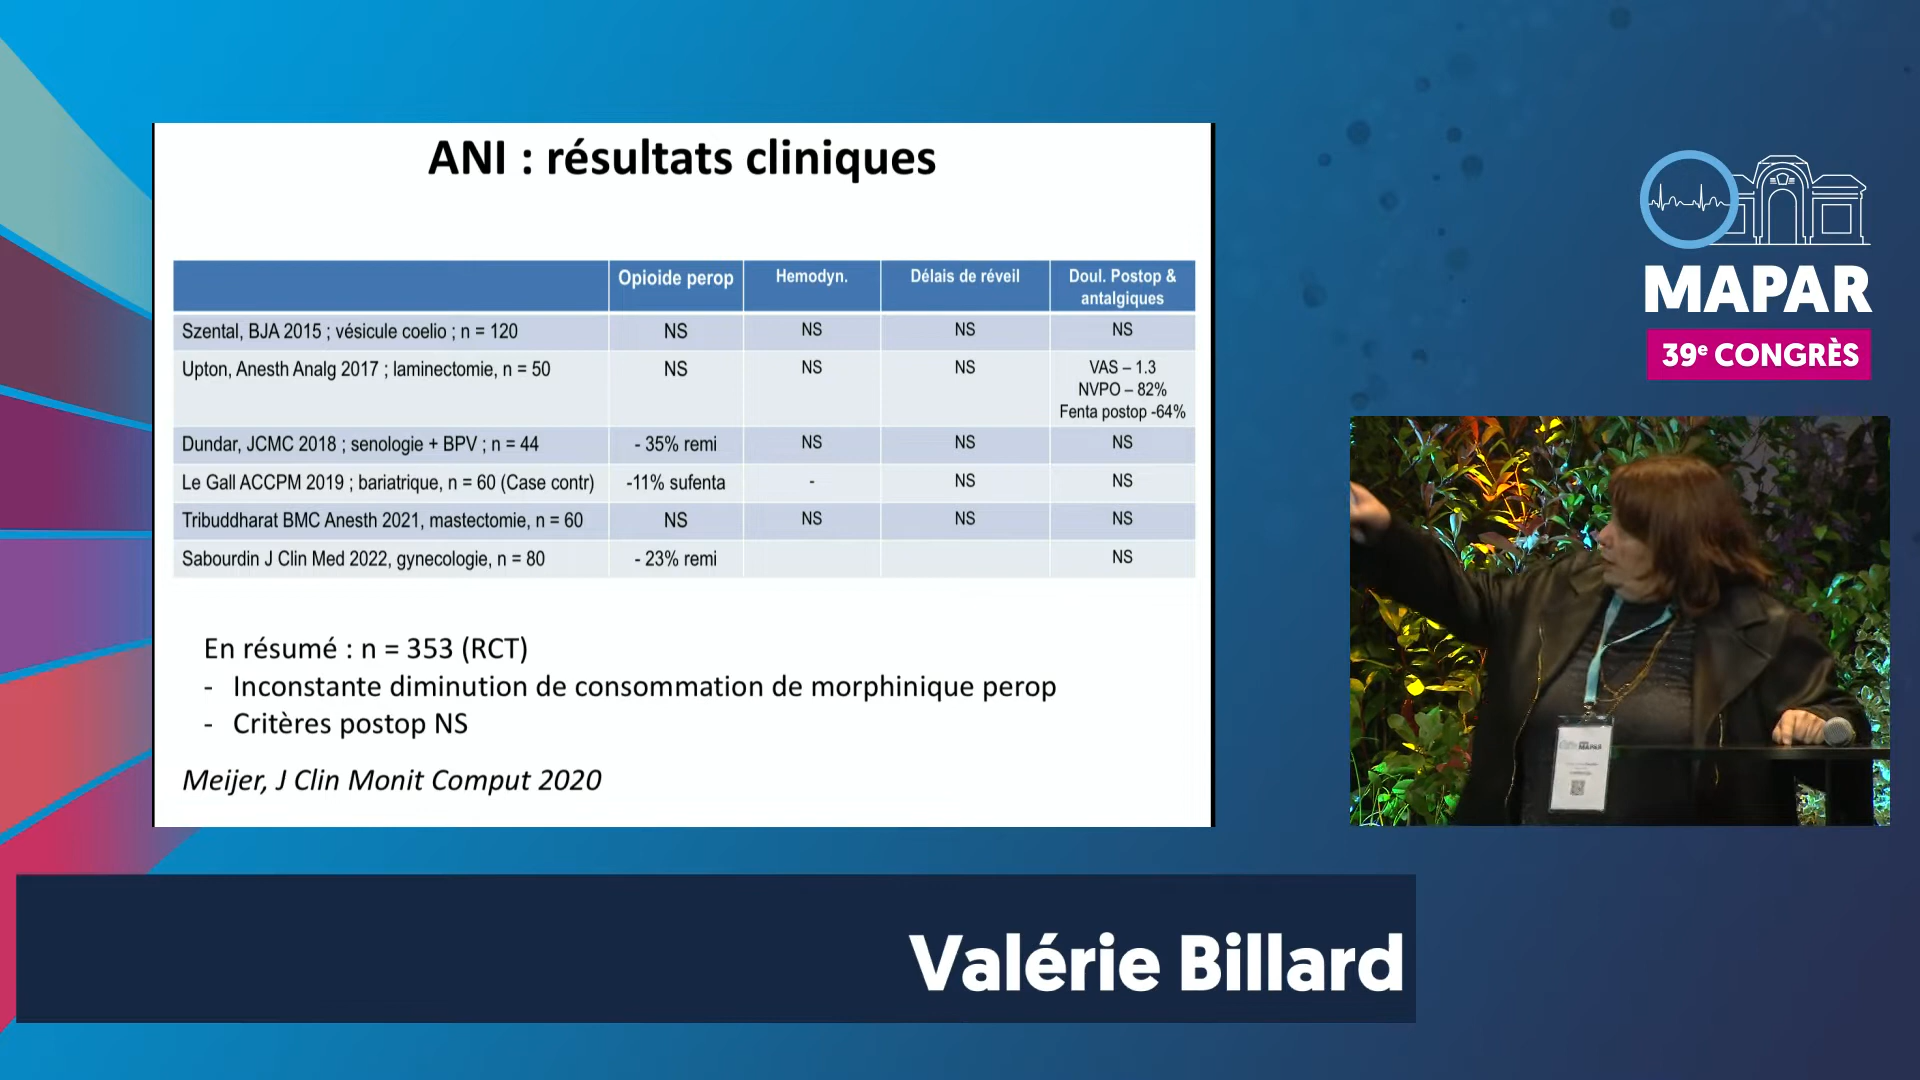 ANI : résultats cliniques
Opioide perop Hemodyn. Délais de réveil Doul. Postop & antalgiques
Szental, BJA 2015 ; vésicule coelio ; n = 120 NS NS NS NS
Upton, Anesth Analg 2017 ; laminectomie, n = 50 NS NS NS VAS – 1.3
NVPO – 82%
Fenta postop -64%
Dundar, JCMC 2018 ; senologie + BPV ; n = 44 - 35% remi NS NS NS
Le Gall ACCPM 2019 ; bariatrique, n = 60 (Case contr) -11% sufenta - NS NS
Tribuddharat BMC Anesth 2021, mastectomie, n = 60 NS NS NS NS
Sabourdin J Clin Med 2022, gynecologie, n = 80 - 23% remi NS
En résumé : n = 353 (RCT)
- Inconstante diminution de consommation de morphinique perop
- Critères postop NS
Meijer, J Clin Monit Comput 2020
MAPAR
39e CONGRÈS
MAPAR
Valérie Billard